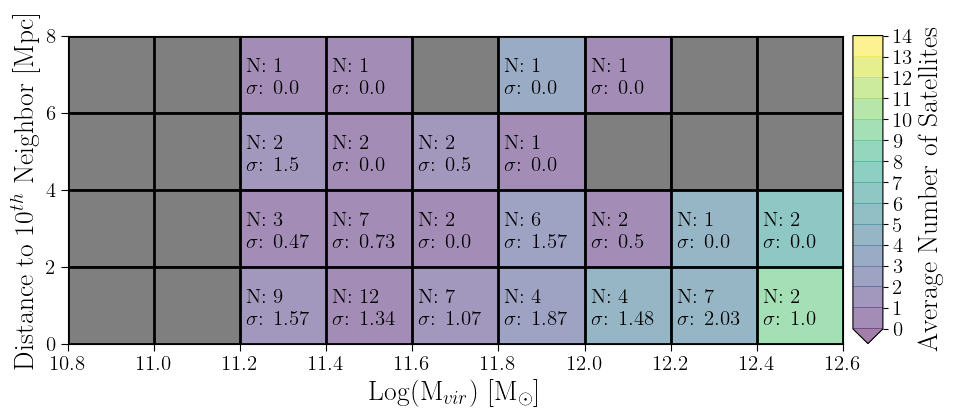 Distance to 10^{th} Neighbor [Mpc]
8
6
4
2
0
N: 1
σ: 0.0
N: 1
σ: 0.0
N: 1
σ: 0.0
N: 1
σ: 0.0
N: 2
σ: 1.5
N: 2
σ: 0.0
N: 2
σ: 0.5
N: 1
σ: 0.0
N: 3
σ: 0.47
N: 7
σ: 0.73
N: 2
σ: 0.0
N: 6
σ: 1.57
N: 2
σ: 0.5
N: 1
σ: 0.0
N: 2
σ: 0.0
N: 9
σ: 1.57
N: 12
σ: 1.34
N: 7
σ: 1.07
N: 4
σ: 1.87
N: 4
σ: 1.48
N: 7
σ: 2.03
N: 2
σ: 1.0
10.8 11.0 11.2 11.4 11.6 11.8 12.0 12.2 12.4 12.6
Log(M_{vir}) [M_⊙]
14
13
12
11
10
9
8
7
6
5
4
3
2
1
0
Average Number of Satellites